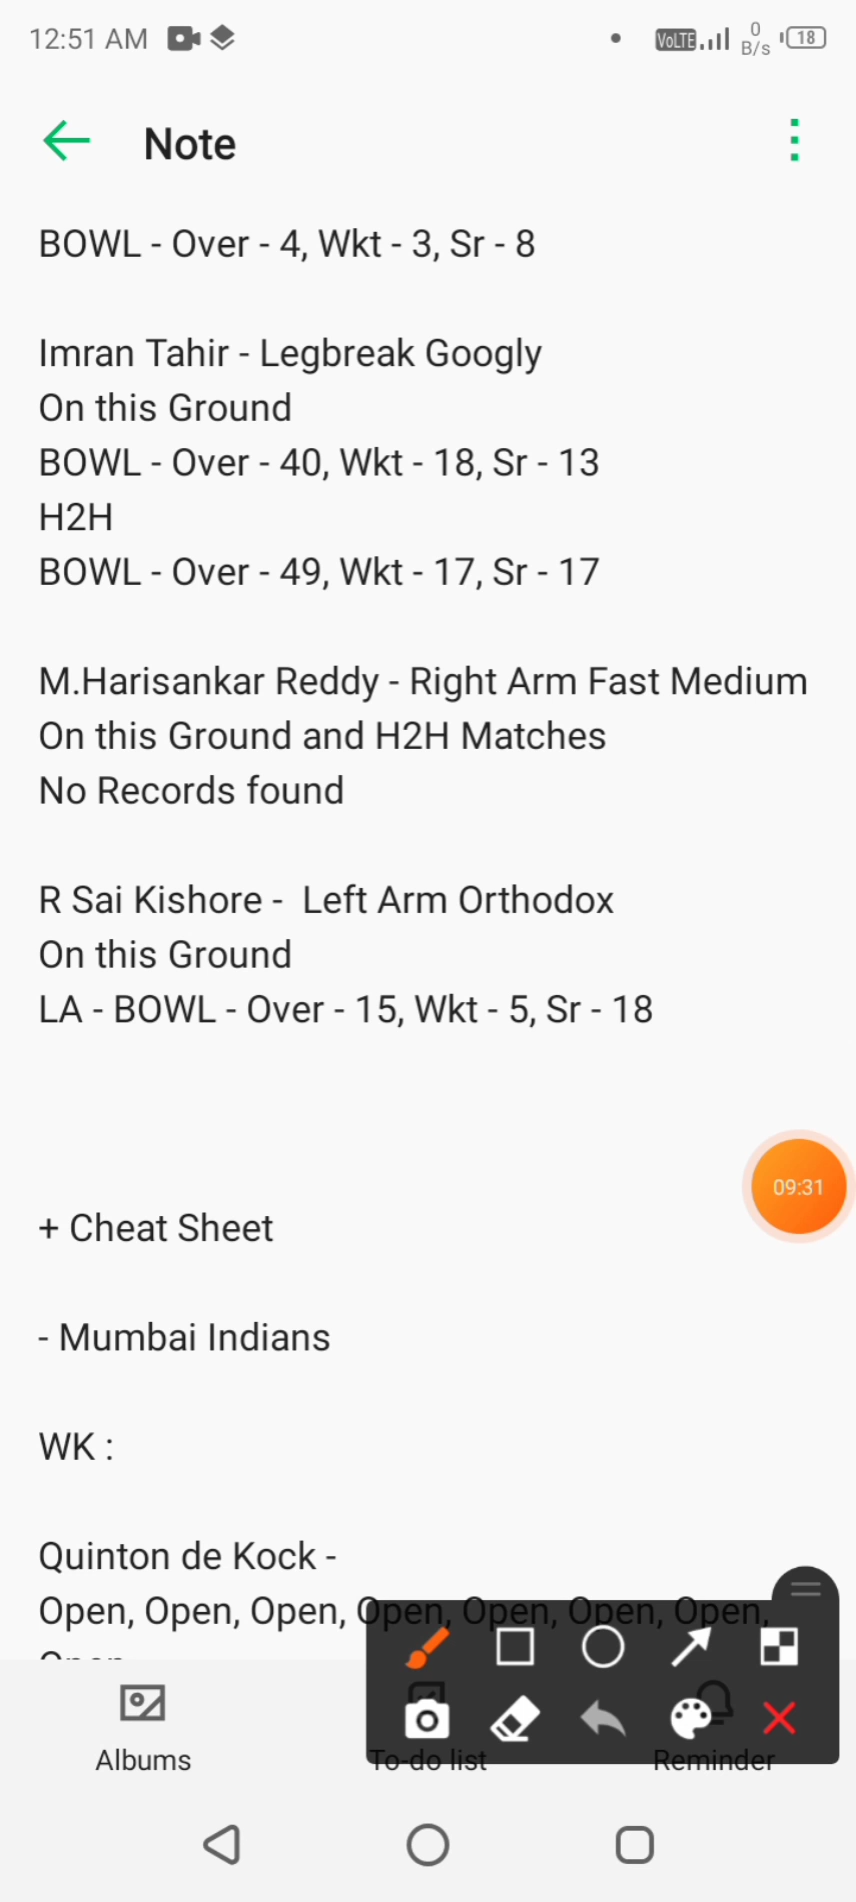 12:51 AM VoLTE 0 B/s 18
Note
BOWL - Over - 4, Wkt - 3, Sr - 8
Imran Tahir - Legbreak Googly
On this Ground
BOWL - Over - 40, Wkt - 18, Sr - 13
H2H
BOWL - Over - 49, Wkt - 17, Sr - 17
M.Harisankar Reddy - Right Arm Fast Medium
On this Ground and H2H Matches
No Records found
R Sai Kishore -  Left Arm Orthodox
On this Ground
LA - BOWL - Over - 15, Wkt - 5, Sr - 18
09:31
+ Cheat Sheet
- Mumbai Indians
WK :
Quinton de Kock -
Open, Open, Open, Open, Open, Open, Open,
Albums To-do list Reminder